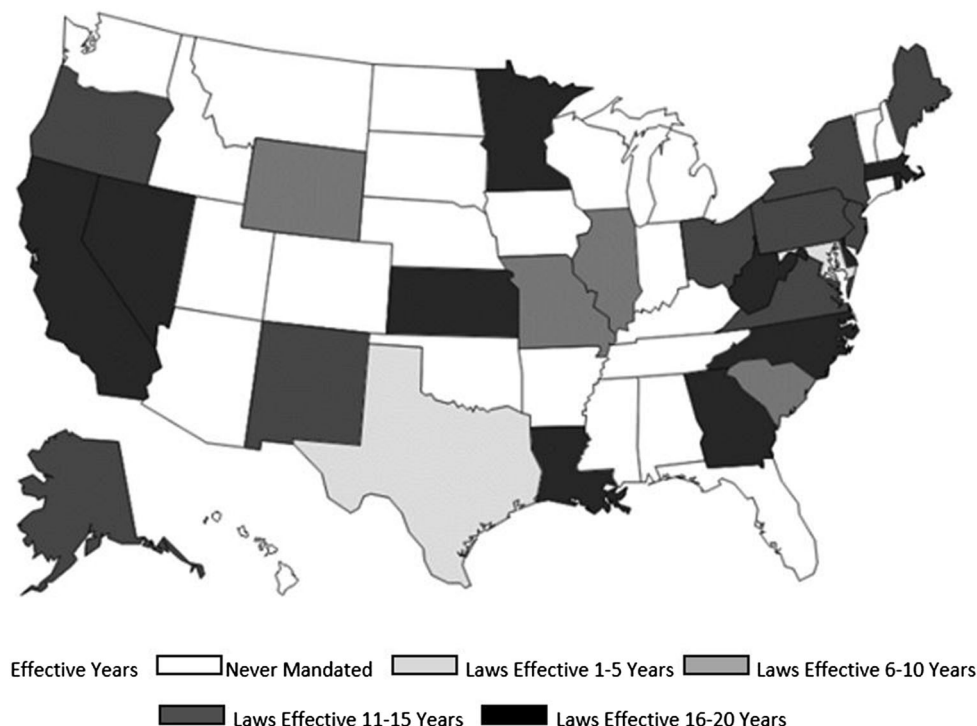 Effective Years Never Mandated Laws Effective 1-5 Years Laws Effective 6-10 Years
Laws Effective 11-15 Years Laws Effective 16-20 Years